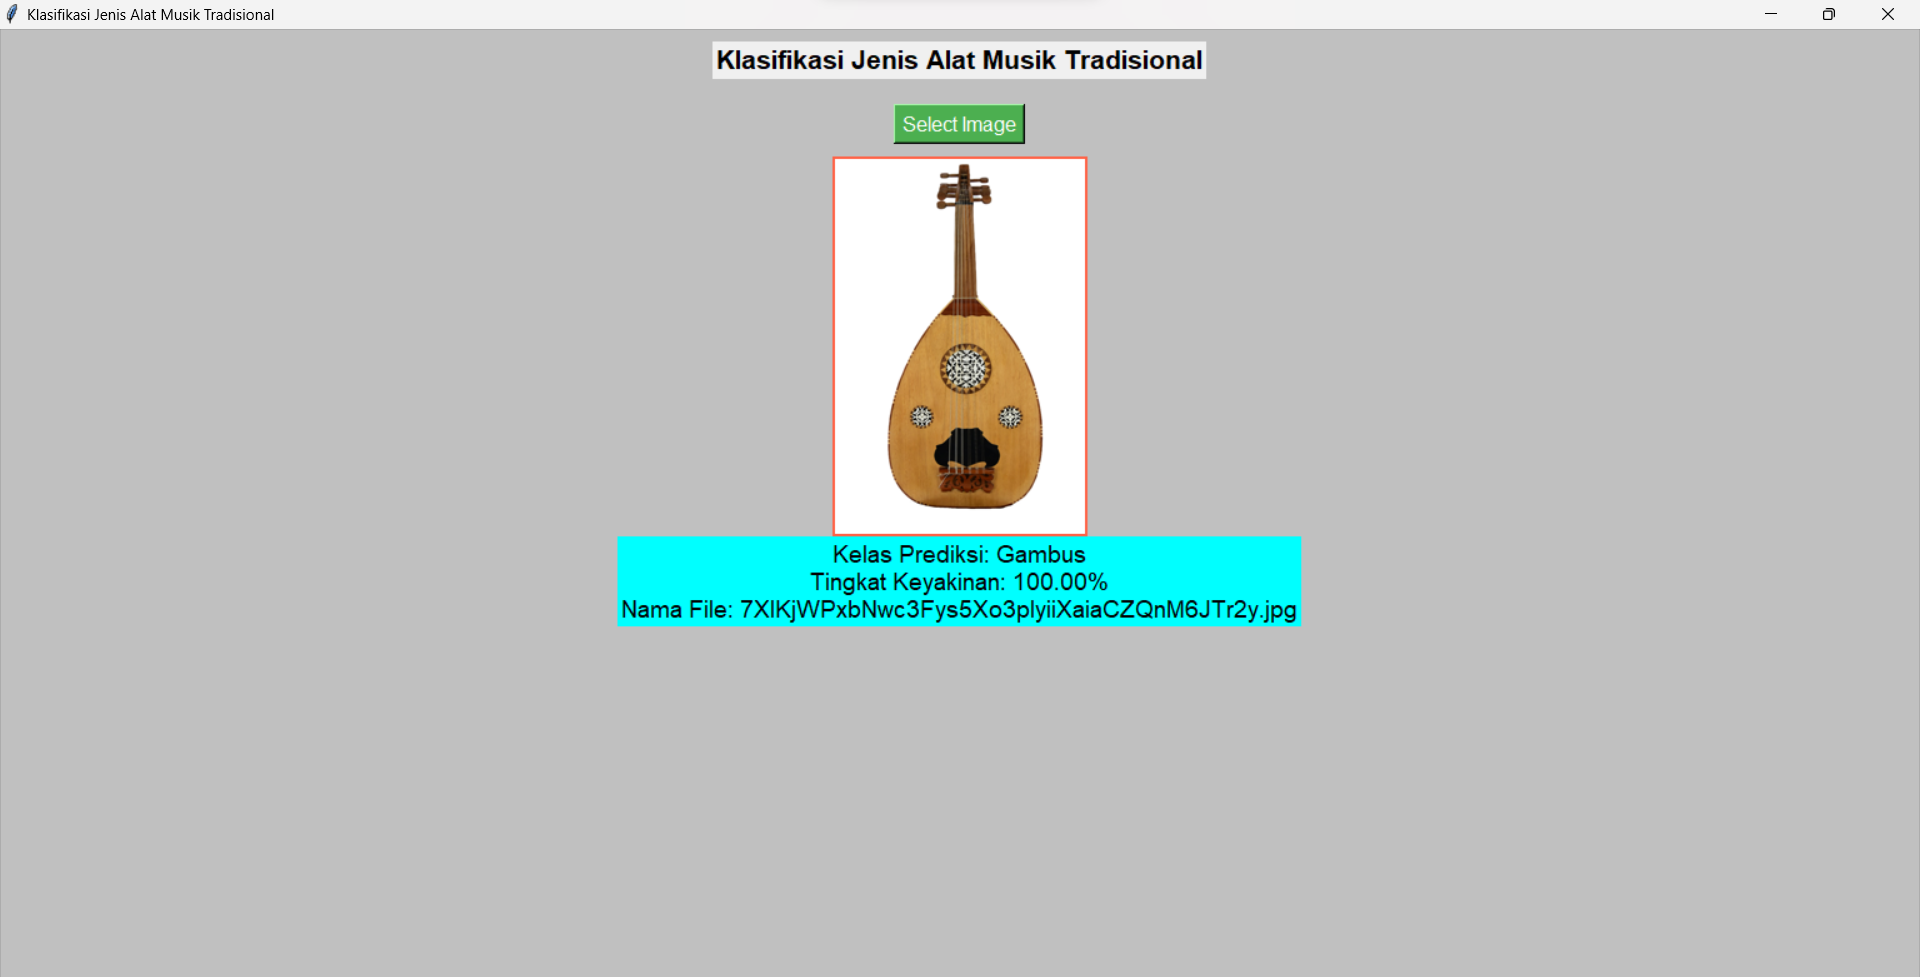 Klasifikasi Jenis Alat Musik Tradisional
Klasifikasi Jenis Alat Musik Tradisional
Select Image
Kelas Prediksi: Gambus
Tingkat Keyakinan: 100.00%
Nama File: 7XlKjWPxbNwc3Fys5Xo3plyiiXaiaCZQnM6JTr2y.jpg